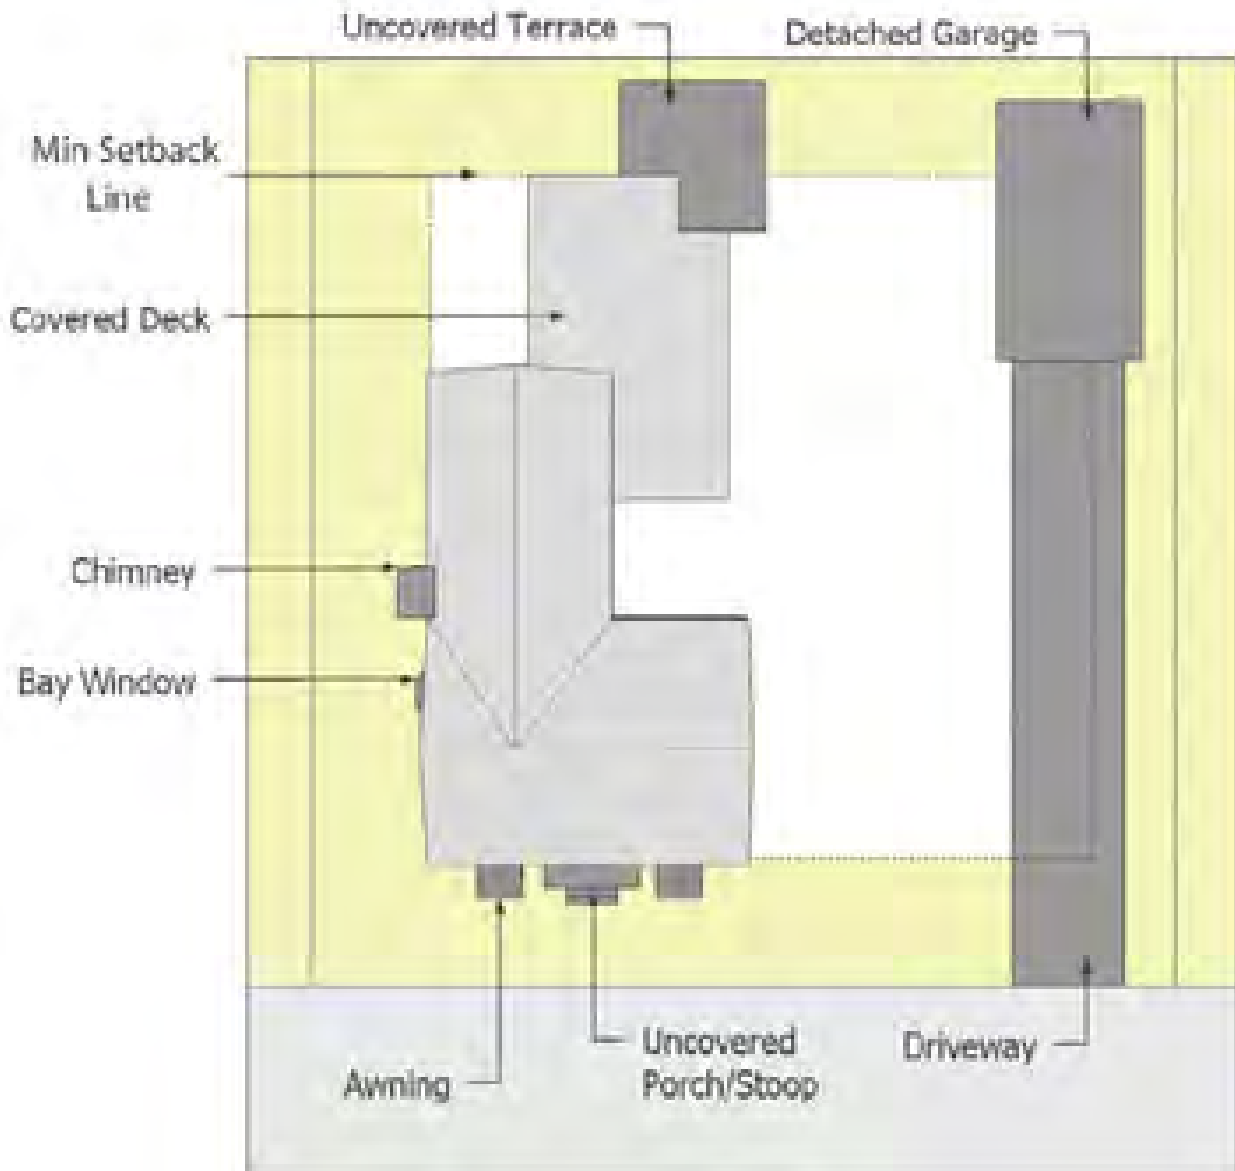 Uncovered Terrace
Detached Garage
Min Setback
Line
Covered Deck
Chimney
Bay Window
Uncovered
Porch/Stoop
Driveway
Awning